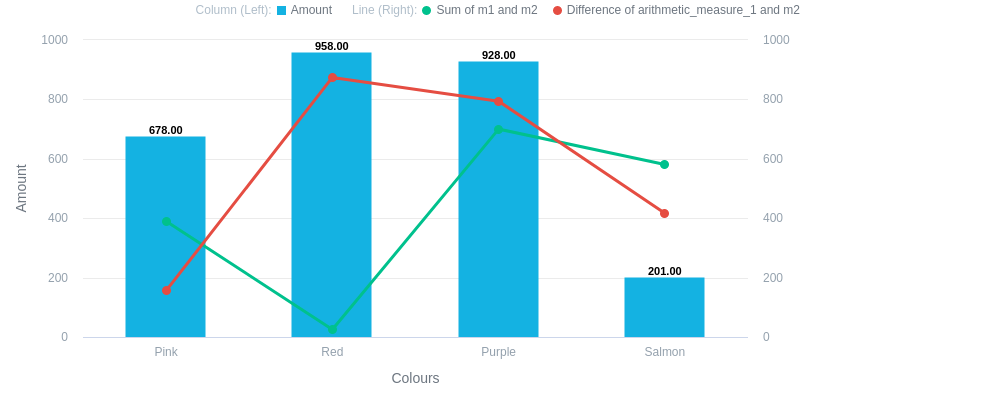 Column (Left): Amount Line (Right): Sum of m1 and m2 Difference of arithmetic_measure_1 and m2
1000 1000
958.00
928.00
800 800
678.00
600 600
Amount
400 400
200 201.00 200
0 0
Pink Red Purple Salmon
Colours